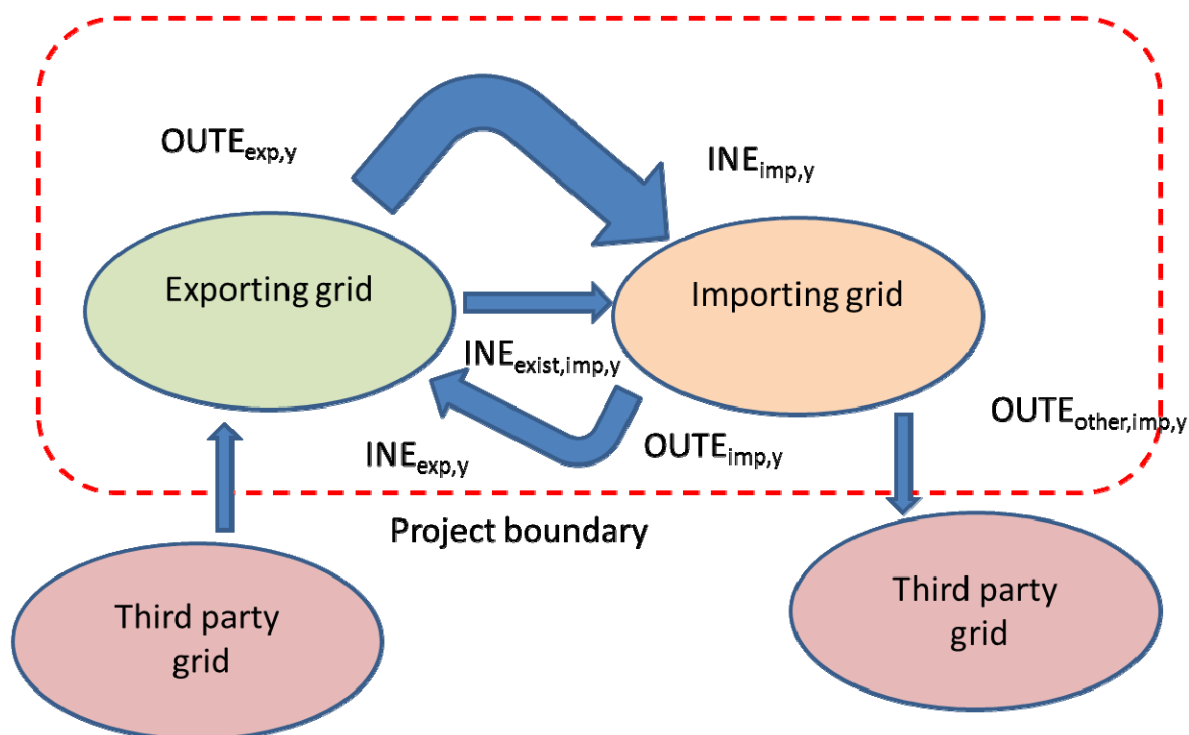 OUTEexp,y
INEimp,y
Exporting grid
Importing grid
INEexist,imp,y
OUTEother,imp,y
INEexp,y
OUTEimp,y
Project boundary
Third party
grid
Third party
grid